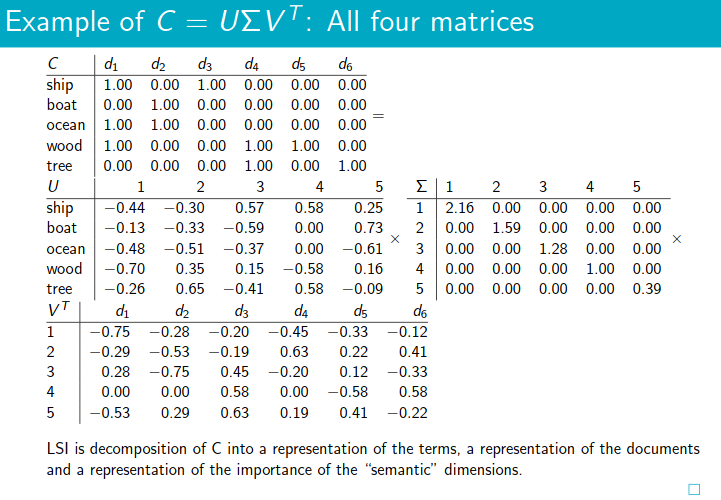 Example of C = UΣVᵀ: All four matrices
C d₁ d₂ d₃ d₄ d₅ d₆
ship 1.00 0.00 1.00 0.00 0.00 0.00
boat 0.00 1.00 0.00 0.00 0.00 0.00
ocean 1.00 1.00 0.00 0.00 0.00 0.00 =
wood 1.00 0.00 0.00 1.00 1.00 0.00
tree 0.00 0.00 0.00 1.00 0.00 1.00
U 1 2 3 4 5 Σ 1 2 3 4 5
ship −0.44 −0.30 0.57 0.58 0.25 1 2.16 0.00 0.00 0.00 0.00
boat −0.13 −0.33 −0.59 0.00 0.73 × 2 0.00 1.59 0.00 0.00 0.00 ×
ocean −0.48 −0.51 −0.37 0.00 −0.61 3 0.00 0.00 1.28 0.00 0.00
wood −0.70 0.35 0.15 −0.58 0.16 4 0.00 0.00 0.00 1.00 0.00
tree −0.26 0.65 −0.41 0.58 −0.09 5 0.00 0.00 0.00 0.00 0.39
Vᵀ d₁ d₂ d₃ d₄ d₅ d₆
1 −0.75 −0.28 −0.20 −0.45 −0.33 −0.12
2 −0.29 −0.53 −0.19 0.63 0.22 0.41
3 0.28 −0.75 0.45 −0.20 0.12 −0.33
4 0.00 0.00 0.58 0.00 −0.58 0.58
5 −0.53 0.29 0.63 0.19 0.41 −0.22
LSI is decomposition of C into a representation of the terms, a representation of the documents
and a representation of the importance of the “semantic” dimensions.